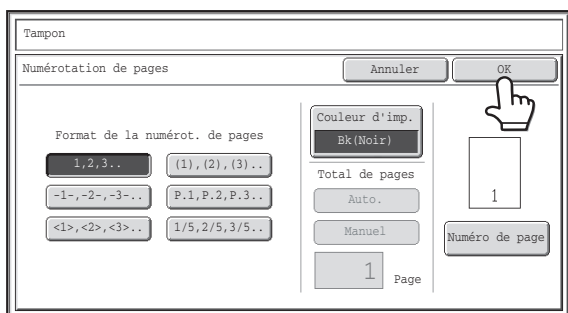 Tampon
Numérotation de pages
Annuler
OK
Format de la numérot. de pages
1,2,3..
(1),(2),(3)..
-1-,-2-,-3-..
P.1,P.2,P.3..
<1>,<2>,<3>..
1/5,2/5,3/5..
Couleur d'imp.
Bk(Noir)
Total de pages
Auto.
Manuel
1 Page
1
Numéro de page